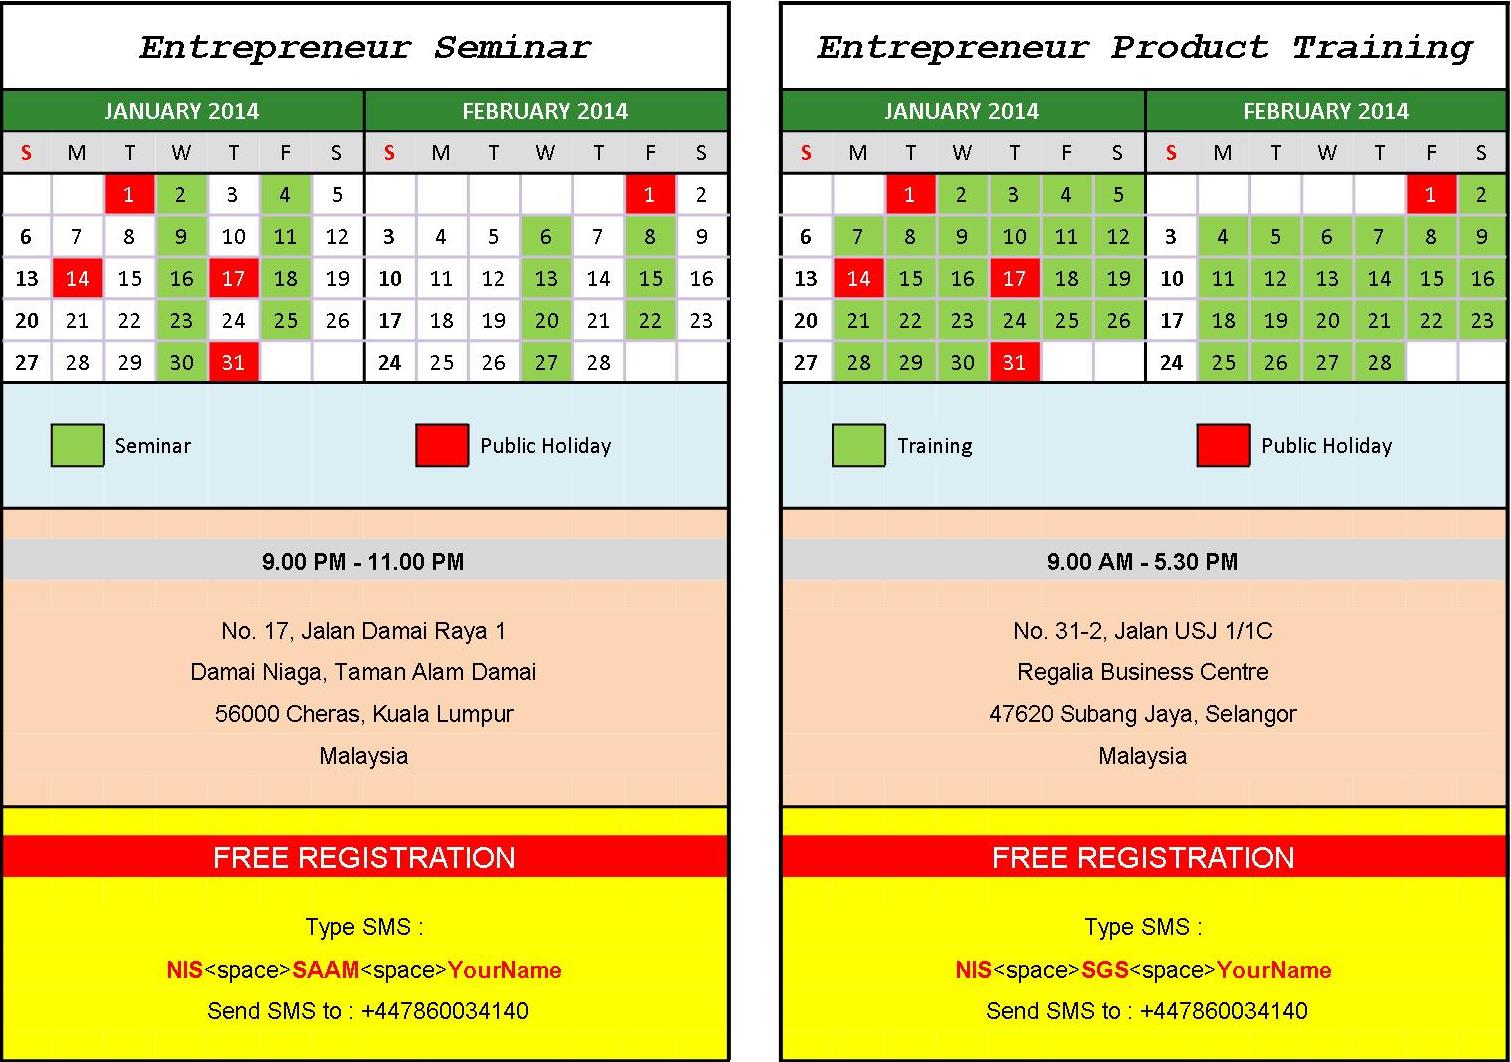 Entrepreneur Seminar
JANUARY 2014 FEBRUARY 2014
S M T W T F S S M T W T F S
1 2 3 4 5 1 2
6 7 8 9 10 11 12 3 4 5 6 7 8 9
13 14 15 16 17 18 19 10 11 12 13 14 15 16
20 21 22 23 24 25 26 17 18 19 20 21 22 23
27 28 29 30 31 24 25 26 27 28
Seminar Public Holiday
9.00 PM - 11.00 PM
No. 17, Jalan Damai Raya 1
Damai Niaga, Taman Alam Damai
56000 Cheras, Kuala Lumpur
Malaysia
FREE REGISTRATION
Type SMS :
NIS<space>SAAM<space>YourName
Send SMS to : +447860034140
Entrepreneur Product Training
JANUARY 2014 FEBRUARY 2014
S M T W T F S S M T W T F S
1 2 3 4 5 1 2
6 7 8 9 10 11 12 3 4 5 6 7 8 9
13 14 15 16 17 18 19 10 11 12 13 14 15 16
20 21 22 23 24 25 26 17 18 19 20 21 22 23
27 28 29 30 31 24 25 26 27 28
Training Public Holiday
9.00 AM - 5.30 PM
No. 31-2, Jalan USJ 1/1C
Regalia Business Centre
47620 Subang Jaya, Selangor
Malaysia
FREE REGISTRATION
Type SMS :
NIS<space>SGS<space>YourName
Send SMS to : +447860034140